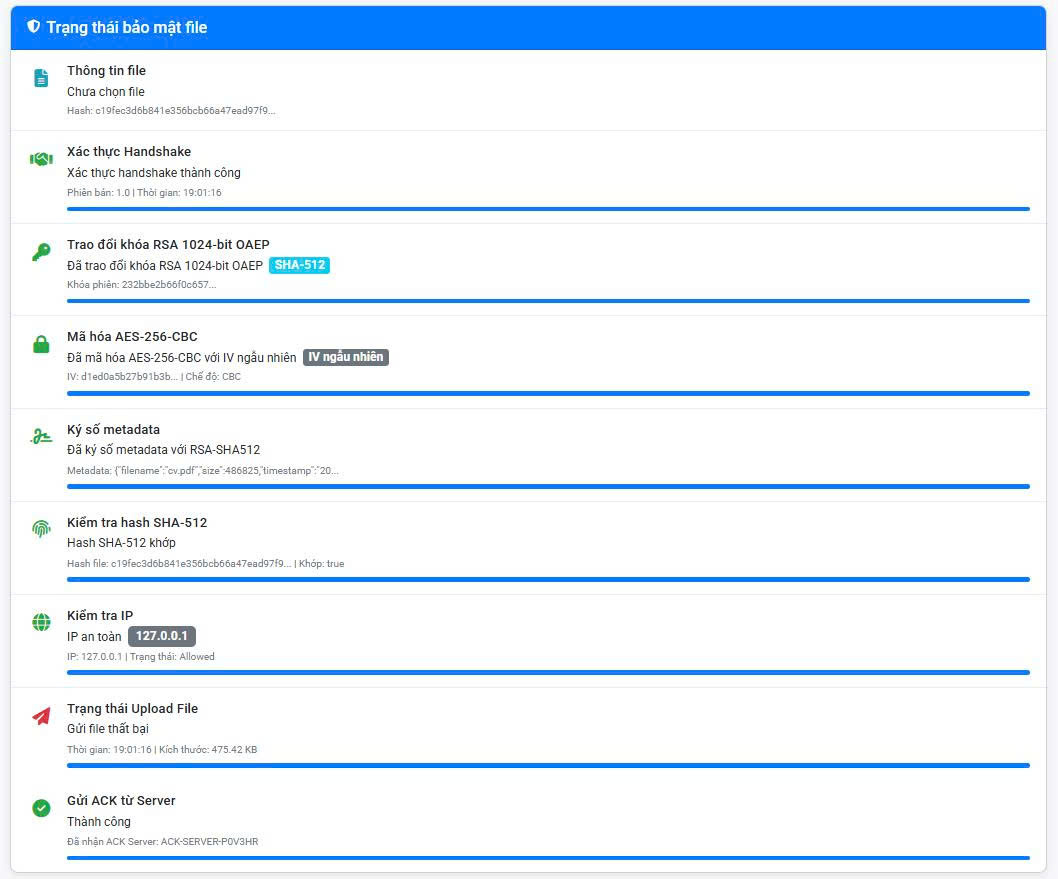 Trạng thái bảo mật file
Thông tin file
Chưa chọn file
Hash: c19fec3d6b841e356bcb66a47ead97f9...
Xác thực Handshake
Xác thực handshake thành công
Phiên bản: 1.0 | Thời gian: 19:01:16
Trao đổi khóa RSA 1024-bit OAEP
Đã trao đổi khóa RSA 1024-bit OAEP SHA-512
Khóa phiên: 232bbe2b66f0c657...
Mã hóa AES-256-CBC
Đã mã hóa AES-256-CBC với IV ngẫu nhiên IV ngẫu nhiên
IV: d1ed0a5b27b91b3b... | Chế độ: CBC
Ký số metadata
Đã ký số metadata với RSA-SHA512
Metadata: {"filename":"cv.pdf","size":486825,"timestamp":"20...
Kiểm tra hash SHA-512
Hash SHA-512 khớp
Hash file: c19fec3d6b841e356bcb66a47ead97f9... | Khớp: true
Kiểm tra IP
IP an toàn 127.0.0.1
IP: 127.0.0.1 | Trạng thái: Allowed
Trạng thái Upload File
Gửi file thất bại
Thời gian: 19:01:16 | Kích thước: 475.42 KB
Gửi ACK từ Server
Thành công
Đã nhận ACK Server: ACK-SERVER-P0V3HR